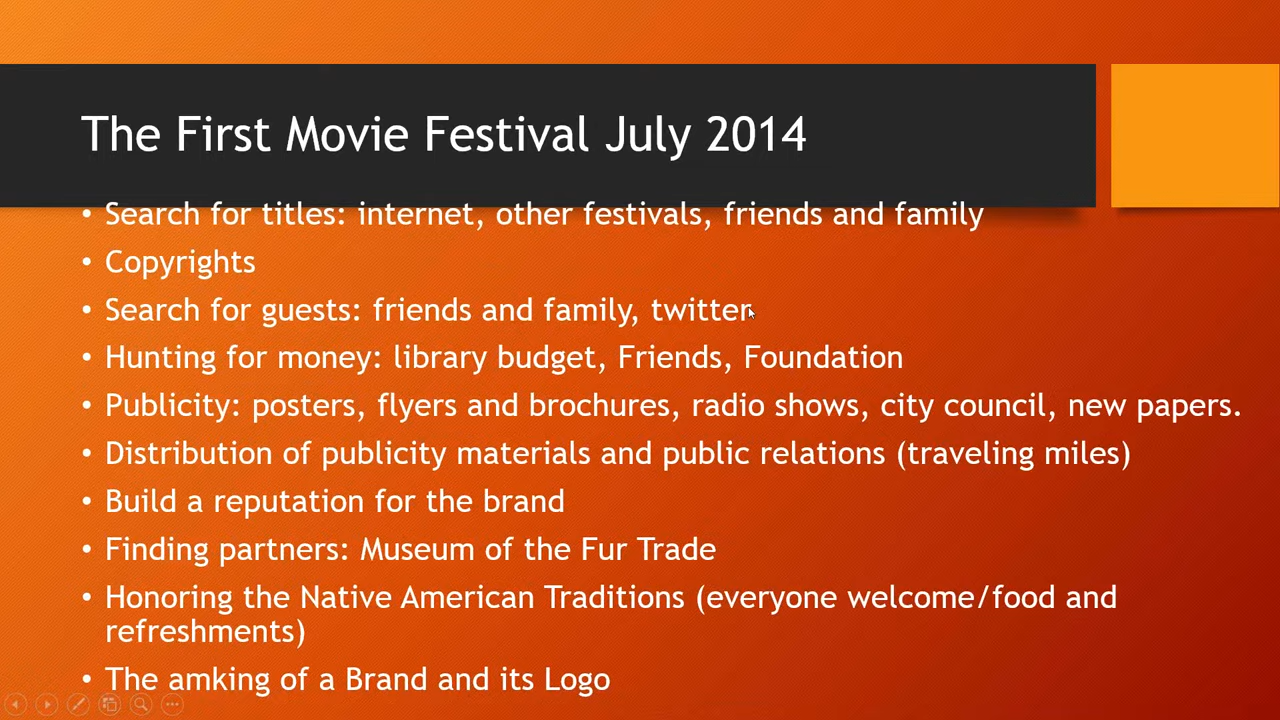 The First Movie Festival July 2014
• Search for titles: internet, other festivals, friends and family
• Copyrights
• Search for guests: friends and family, twitter
• Hunting for money: library budget, Friends, Foundation
• Publicity: posters, flyers and brochures, radio shows, city council, new papers.
• Distribution of publicity materials and public relations (traveling miles)
• Build a reputation for the brand
• Finding partners: Museum of the Fur Trade
• Honoring the Native American Traditions (everyone welcome/food and
refreshments)
• The amking of a Brand and its Logo